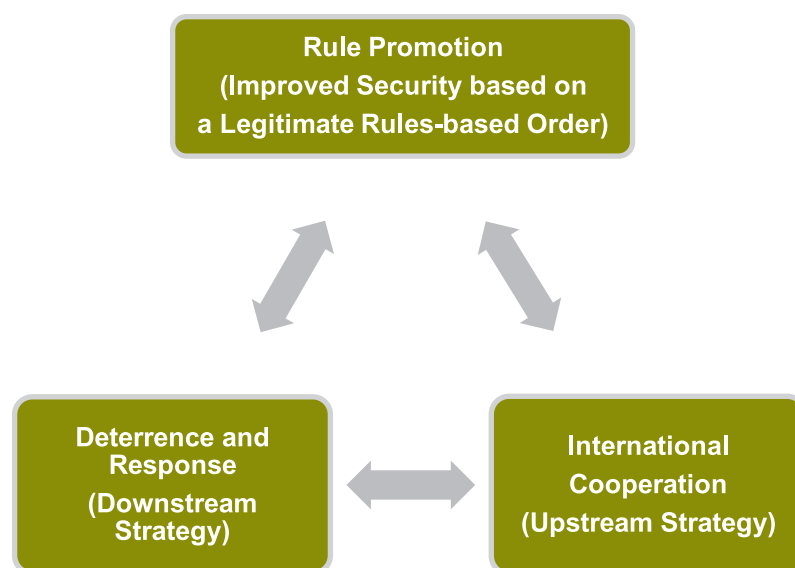 Rule Promotion
(Improved Security based on
a Legitimate Rules-based Order)
Deterrence and
Response
(Downstream
Strategy)
International
Cooperation
(Upstream Strategy)